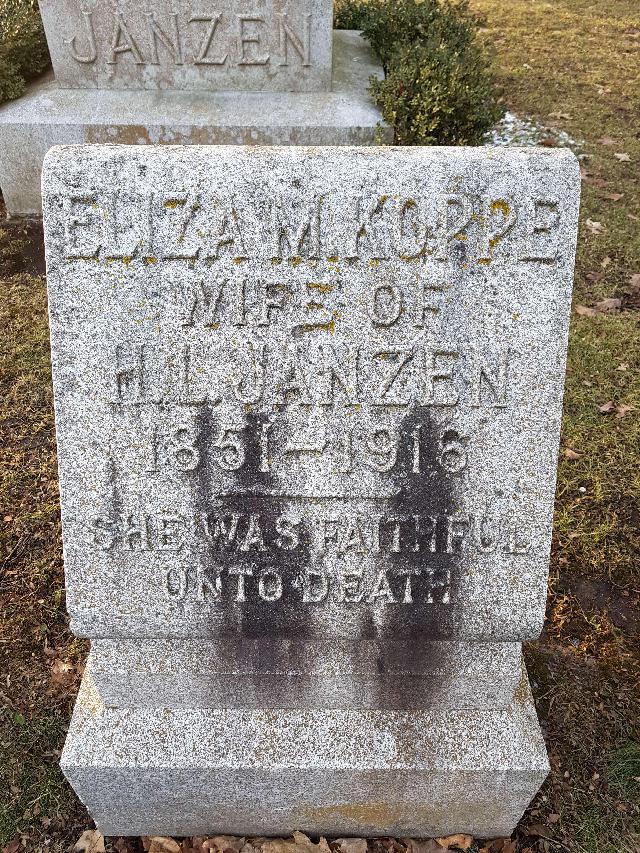 JANZEN
ELIZA M. KOPPE
WIFE OF
H. L. JANZEN
1851–1916
SHE WAS FAITHFUL
UNTO DEATH